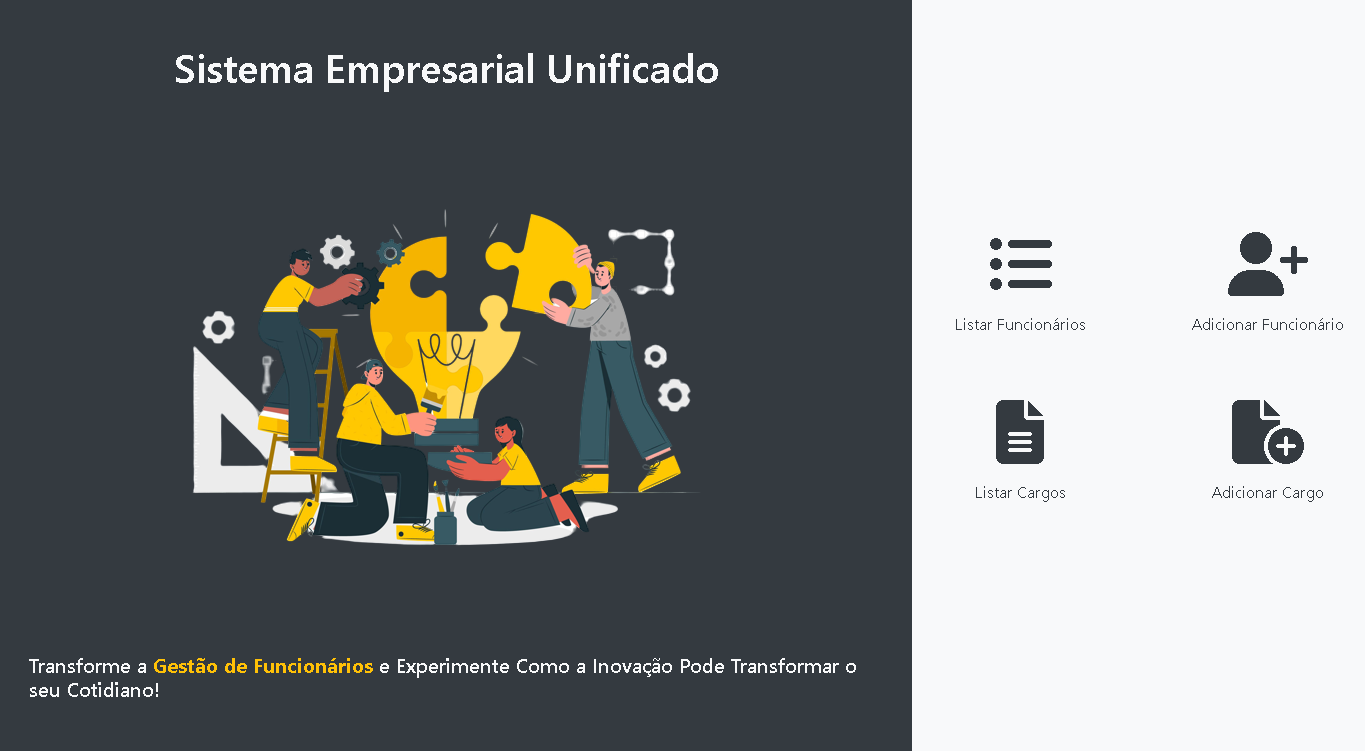 Sistema Empresarial Unificado
Listar Funcionários
Adicionar Funcionário
Listar Cargos
Adicionar Cargo
Transforme a Gestão de Funcionários e Experimente Como a Inovação Pode Transformar o
seu Cotidiano!